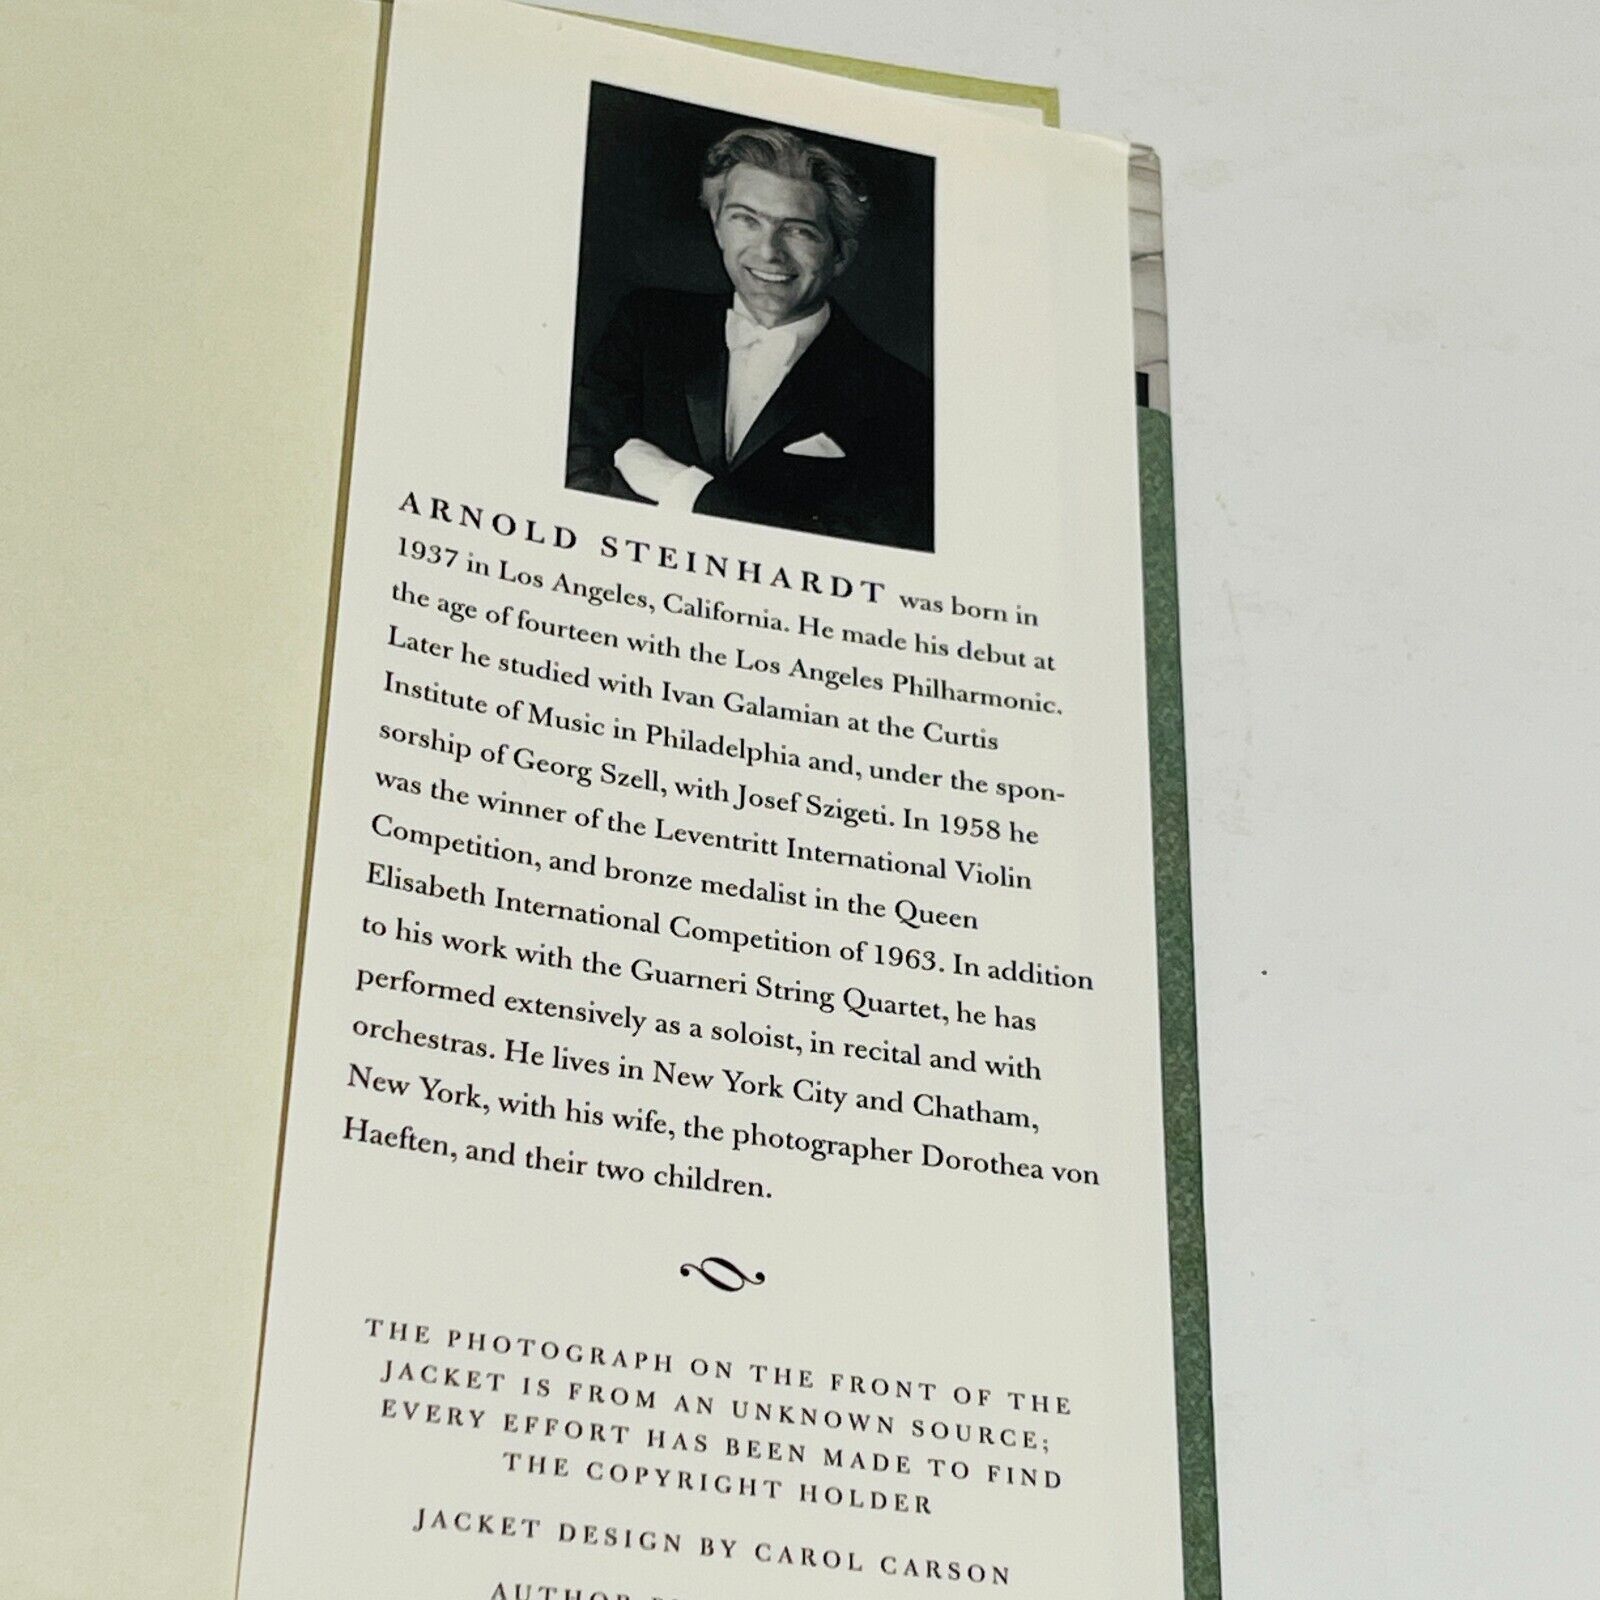 ARNOLD STEINHARDT was born in
1937 in Los Angeles, California. He made his debut at
the age of fourteen with the Los Angeles Philharmonic.
Later he studied with Ivan Galamian at the Curtis
Institute of Music in Philadelphia and, under the spon-
sorship of Georg Szell, with Josef Szigeti. In 1958 he
was the winner of the Leventritt International Violin
Competition, and bronze medalist in the Queen
Elisabeth International Competition of 1963. In addition
to his work with the Guarneri String Quartet, he has
performed extensively as a soloist, in recital and with
orchestras. He lives in New York City and Chatham,
New York, with his wife, the photographer Dorothea von
Haeften, and their two children.
THE PHOTOGRAPH ON THE FRONT OF THE
JACKET IS FROM AN UNKNOWN SOURCE;
EVERY EFFORT HAS BEEN MADE TO FIND
THE COPYRIGHT HOLDER
JACKET DESIGN BY CAROL CARSON
AUTHOR